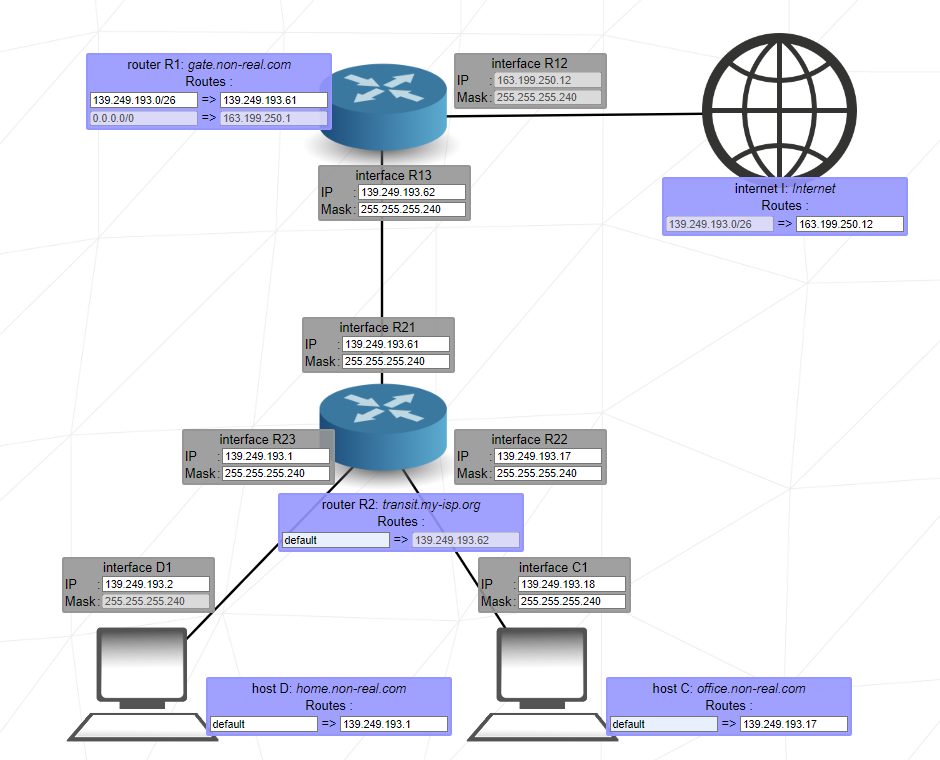 router R1: gate.non-real.com
Routes :
139.249.193.0/26 => 139.249.193.61
0.0.0.0/0 => 163.199.250.1
interface R12
IP : 163.199.250.12
Mask : 255.255.255.240
interface R13
IP : 139.249.193.62
Mask : 255.255.255.240
internet I: Internet
Routes :
139.249.193.0/26 => 163.199.250.12
interface R21
IP : 139.249.193.61
Mask : 255.255.255.240
interface R23
IP : 139.249.193.1
Mask : 255.255.255.240
interface R22
IP : 139.249.193.17
Mask : 255.255.255.240
router R2: transit.my-isp.org
Routes :
default => 139.249.193.62
interface D1
IP : 139.249.193.2
Mask : 255.255.255.240
interface C1
IP : 139.249.193.18
Mask : 255.255.255.240
host D: home.non-real.com
Routes :
default => 139.249.193.1
host C: office.non-real.com
Routes :
default => 139.249.193.17